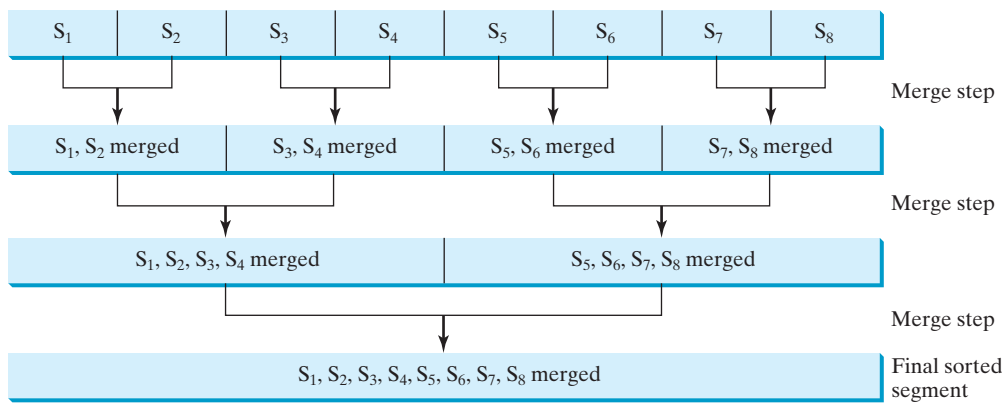 S₁ S₂ S₃ S₄ S₅ S₆ S₇ S₈
Merge step
S₁, S₂ merged S₃, S₄ merged S₅, S₆ merged S₇, S₈ merged
Merge step
S₁, S₂, S₃, S₄ merged S₅, S₆, S₇, S₈ merged
Merge step
S₁, S₂, S₃, S₄, S₅, S₆, S₇, S₈ merged
Final sorted
segment